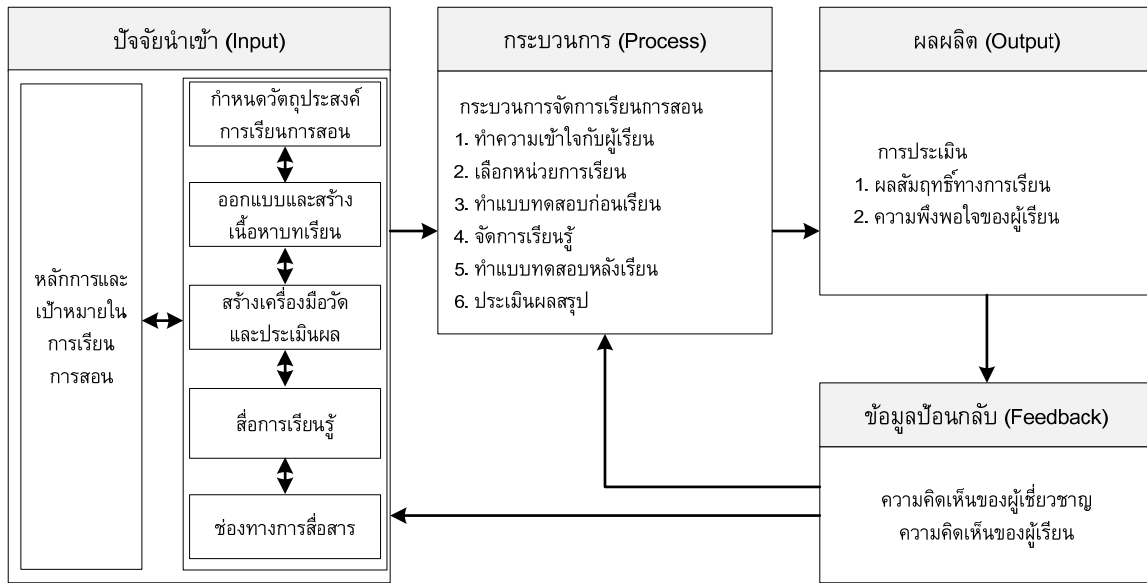 ปัจจัยนำเข้า (Input)
หลักการและ
เป้าหมายใน
การเรียน
การสอน
กำหนดวัตถุประสงค์
การเรียนการสอน
ออกแบบและสร้าง
เนื้อหาบทเรียน
สร้างเครื่องมือวัด
และประเมินผล
สื่อการเรียนรู้
ช่องทางการสื่อสาร
กระบวนการ (Process)
กระบวนการจัดการเรียนการสอน
1. ทำความเข้าใจกับผู้เรียน
2. เลือกหน่วยการเรียน
3. ทำแบบทดสอบก่อนเรียน
4. จัดการเรียนรู้
5. ทำแบบทดสอบหลังเรียน
6. ประเมินผลสรุป
ผลผลิต (Output)
การประเมิน
1. ผลสัมฤทธิ์ทางการเรียน
2. ความพึงพอใจของผู้เรียน
ข้อมูลป้อนกลับ (Feedback)
ความคิดเห็นของผู้เชี่ยวชาญ
ความคิดเห็นของผู้เรียน